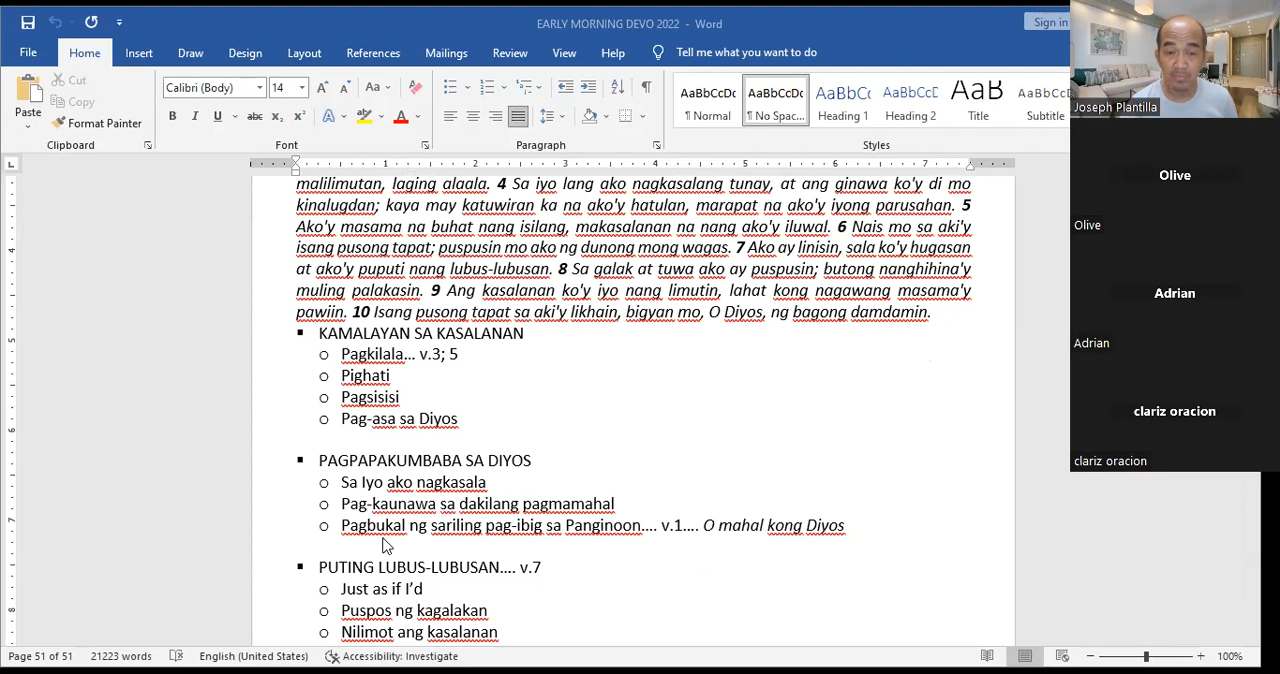 EARLY MORNING DEVO 2022 - Word
Sign in
File Home Insert Draw Design Layout References Mailings Review View Help Tell me what you want to do
Paste
Cut
Copy
Format Painter
Calibri (Body) 14
AaBbCcDc AaBbCcDc AaBbCc AaBbCcD AaB AaBbCcD
¶ Normal ¶ No Spac... Heading 1 Heading 2 Title Subtitle
Clipboard Font Paragraph Styles
1 2 3 4 5 6 7
malilimutan, laging alaala. 4 Sa iyo lang ako nagkasalang tunay, at ang ginawa ko'y di mo
kinalugdan; kaya may katuwiran ka na ako'y hatulan, marapat na ako'y iyong parusahan. 5
Ako'y masama na buhat nang isilang, makasalanan na nang ako'y iluwal. 6 Nais mo sa aki'y
isang pusong tapat; puspusin mo ako ng dunong mong wagas. 7 Ako ay linisin, sala ko'y hugasan
at ako'y puputi nang lubus-lubusan. 8 Sa galak at tuwa ako ay puspusin; butong nanghihina'y
muling palakasin. 9 Ang kasalanan ko'y iyo nang limutin, lahat kong nagawang masama'y
pawiin. 10 Isang pusong tapat sa aki'y likhain, bigyan mo, O Diyos, ng bagong damdamin.
▪ KAMALAYAN SA KASALANAN
o Pagkilala… v.3; 5
o Pighati
o Pagsisisi
o Pag-asa sa Diyos
▪ PAGPAPAKUMBABA SA DIYOS
o Sa Iyo ako nagkasala
o Pag-kaunawa sa dakilang pagmamahal
o Pagbukal ng sariling pag-ibig sa Panginoon…. v.1…. O mahal kong Diyos
▪ PUTING LUBUS-LUBUSAN…. v.7
o Just as if I'd
o Puspos ng kagalakan
o Nilimot ang kasalanan
Page 51 of 51 21223 words English (United States) Accessibility: Investigate 100%
Joseph Plantilla
Olive
Olive
Adrian
Adrian
clariz oracion
clariz oracion